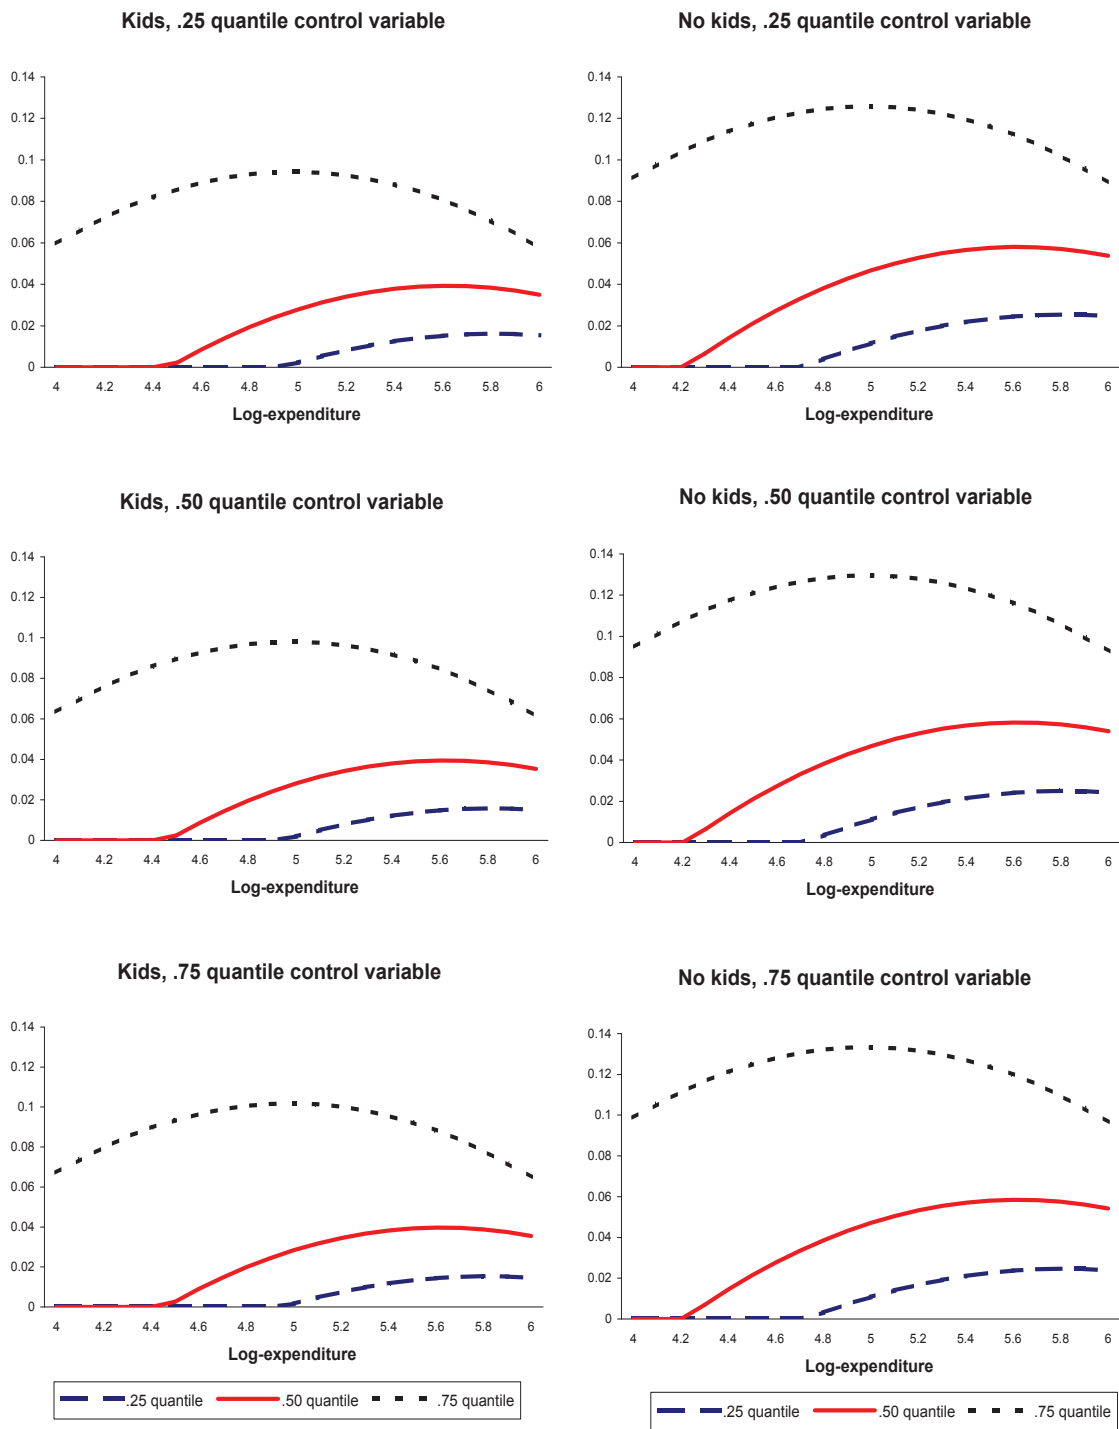 Kids, .25 quantile control variable
0.14
0.12
0.1
0.08
0.06
0.04
0.02
0
4 4.2 4.4 4.6 4.8 5 5.2 5.4 5.6 5.8 6
Log-expenditure
No kids, .25 quantile control variable
0.14
0.12
0.1
0.08
0.06
0.04
0.02
0
4 4.2 4.4 4.6 4.8 5 5.2 5.4 5.6 5.8 6
Log-expenditure
Kids, .50 quantile control variable
0.14
0.12
0.1
0.08
0.06
0.04
0.02
0
4 4.2 4.4 4.6 4.8 5 5.2 5.4 5.6 5.8 6
Log-expenditure
No kids, .50 quantile control variable
0.14
0.12
0.1
0.08
0.06
0.04
0.02
0
4 4.2 4.4 4.6 4.8 5 5.2 5.4 5.6 5.8 6
Log-expenditure
Kids, .75 quantile control variable
0.14
0.12
0.1
0.08
0.06
0.04
0.02
0
4 4.2 4.4 4.6 4.8 5 5.2 5.4 5.6 5.8 6
Log-expenditure
.25 quantile .50 quantile .75 quantile
No kids, .75 quantile control variable
0.14
0.12
0.1
0.08
0.06
0.04
0.02
0
4 4.2 4.4 4.6 4.8 5 5.2 5.4 5.6 5.8 6
Log-expenditure
.25 quantile .50 quantile .75 quantile